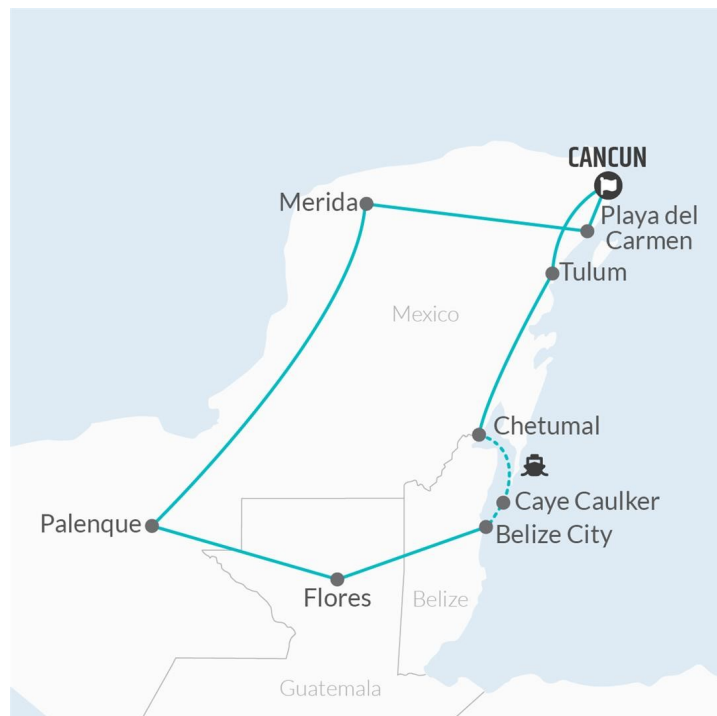 CANCUN
Merida
Playa del
Carmen
Tulum
Mexico
Chetumal
Caye Caulker
Palenque
Belize City
Flores
Belize
Guatemala